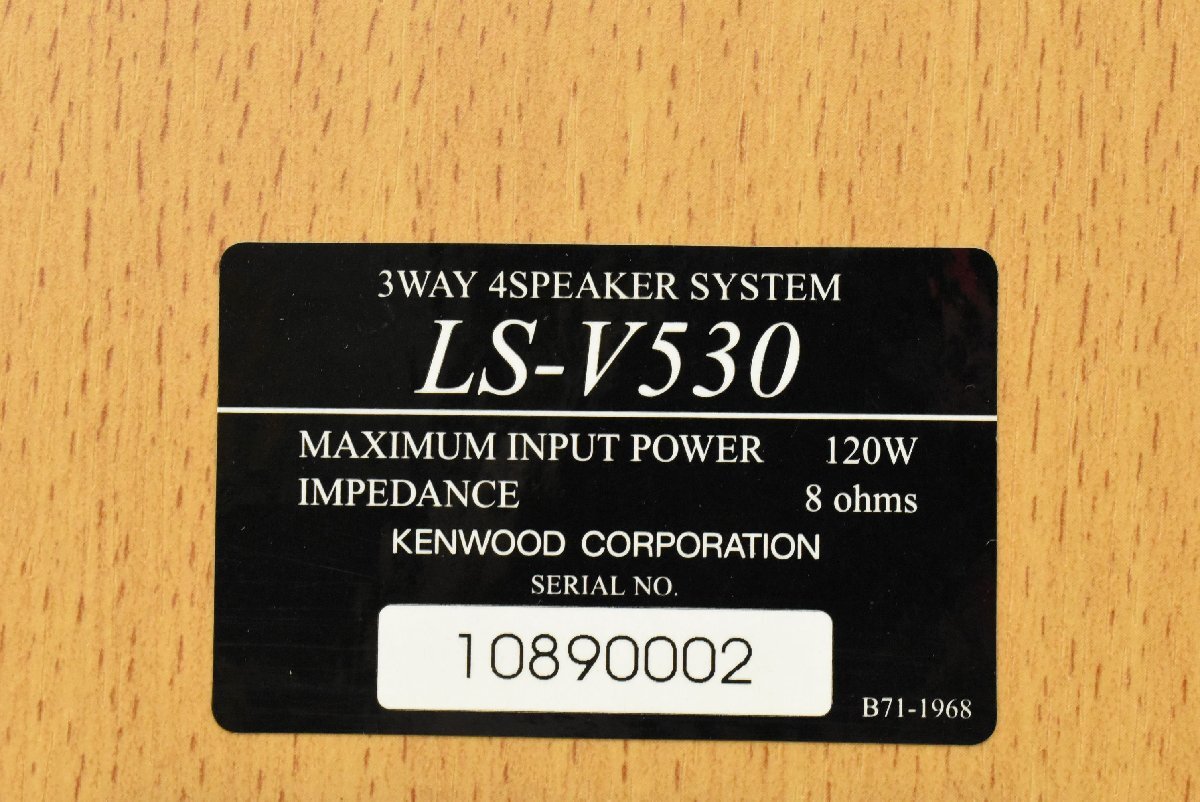 3WAY 4SPEAKER SYSTEM
LS-V530
MAXIMUM INPUT POWER 120W
IMPEDANCE 8 ohms
KENWOOD CORPORATION
SERIAL NO.
10890002
B71-1968